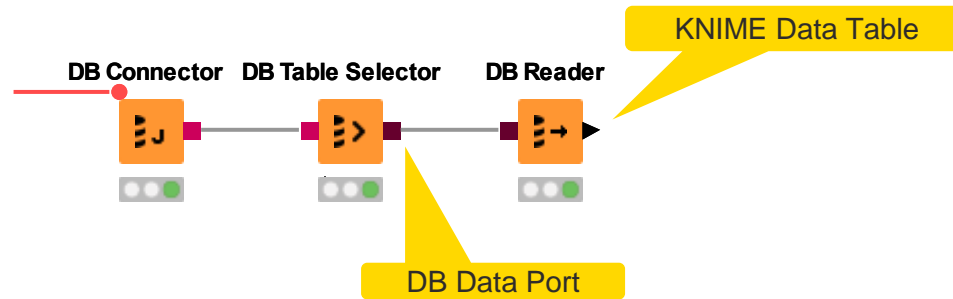 KNIME Data Table
DB Connector
DB Table Selector
DB Reader
DB Data Port